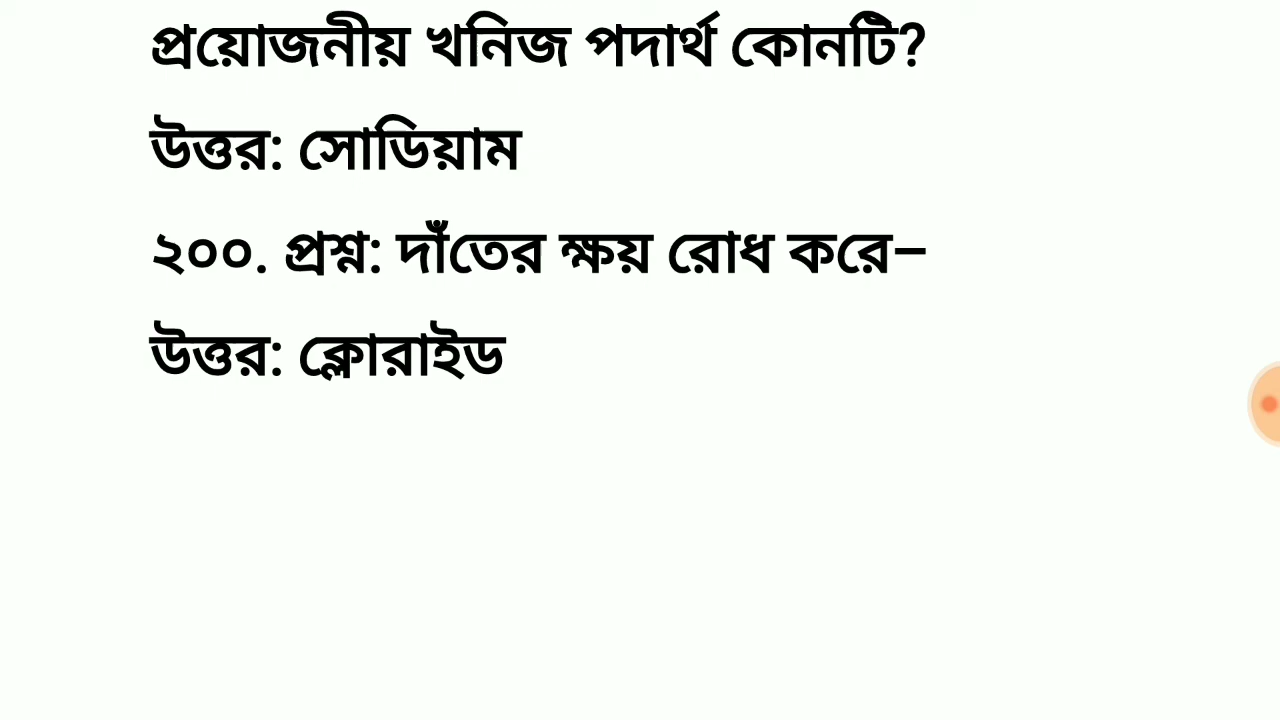 প্রয়োজনীয় খনিজ পদার্থ কোনটি?
উত্তর: সোডিয়াম
২০০. প্রশ্ন: দাঁতের ক্ষয় রোধ করে–
উত্তর: ক্লোরাইড